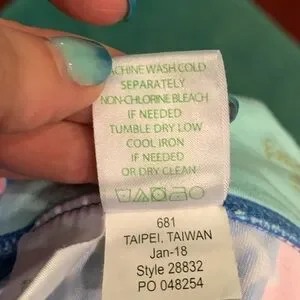 MACHINE WASH COLD
SEPARATELY
NON-CHLORINE BLEACH
IF NEEDED
TUMBLE DRY LOW
COOL IRON
IF NEEDED
OR DRY CLEAN
681
TAIPEI, TAIWAN
Jan-18
Style 28832
PO 048254